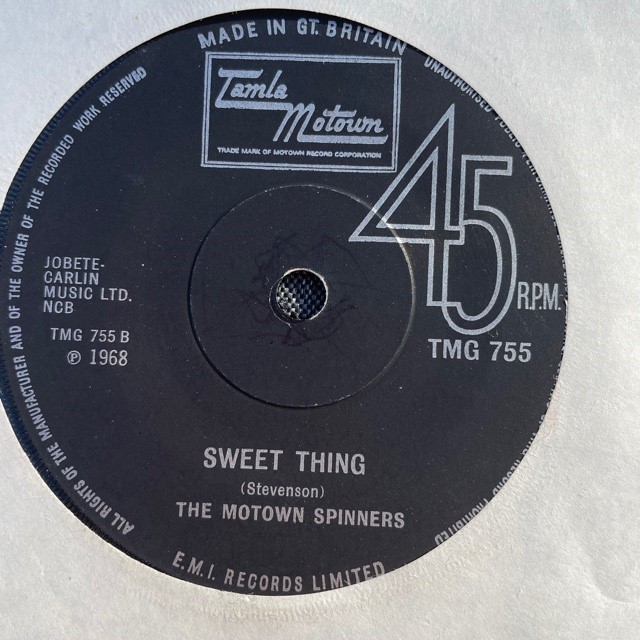 MADE IN GT. BRITAIN
UNAUTHORISED
Tamla
Motown
TRADE MARK OF MOTOWN RECORD CORPORATION
45
R.P.M.
ALL RIGHTS OF THE MANUFACTURER AND OF THE OWNER OF THE RECORDED WORK RESERVED
JOBETE-
CARLIN
MUSIC LTD.
NCB
TMG 755 B
℗ 1968
TMG 755
SWEET THING
(Stevenson)
THE MOTOWN SPINNERS
PROHIBITED
E.M.I. RECORDS LIMITED